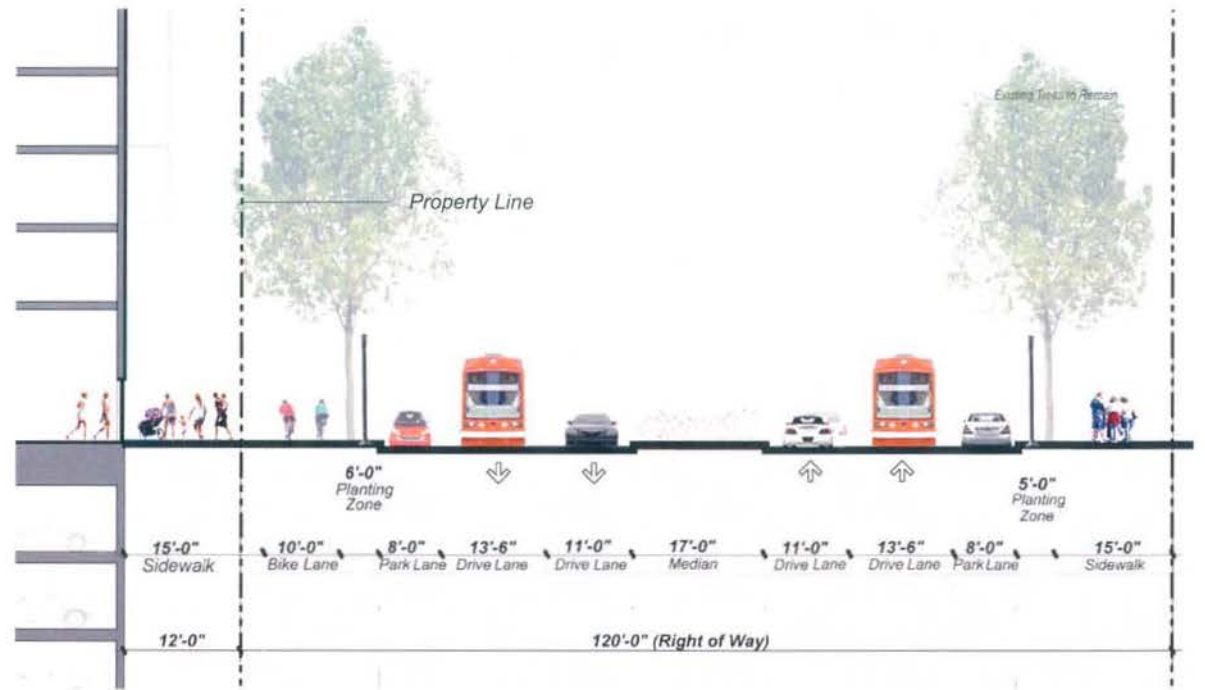 Existing Trees to Remain
Property Line
6'-0"
Planting
Zone
5'-0"
Planting
Zone
15'-0"
Sidewalk
10'-0"
Bike Lane
8'-0"
Park Lane
13'-6"
Drive Lane
11'-0"
Drive Lane
17'-0"
Median
11'-0"
Drive Lane
13'-6"
Drive Lane
8'-0"
Park Lane
15'-0"
Sidewalk
12'-0"
120'-0" (Right of Way)